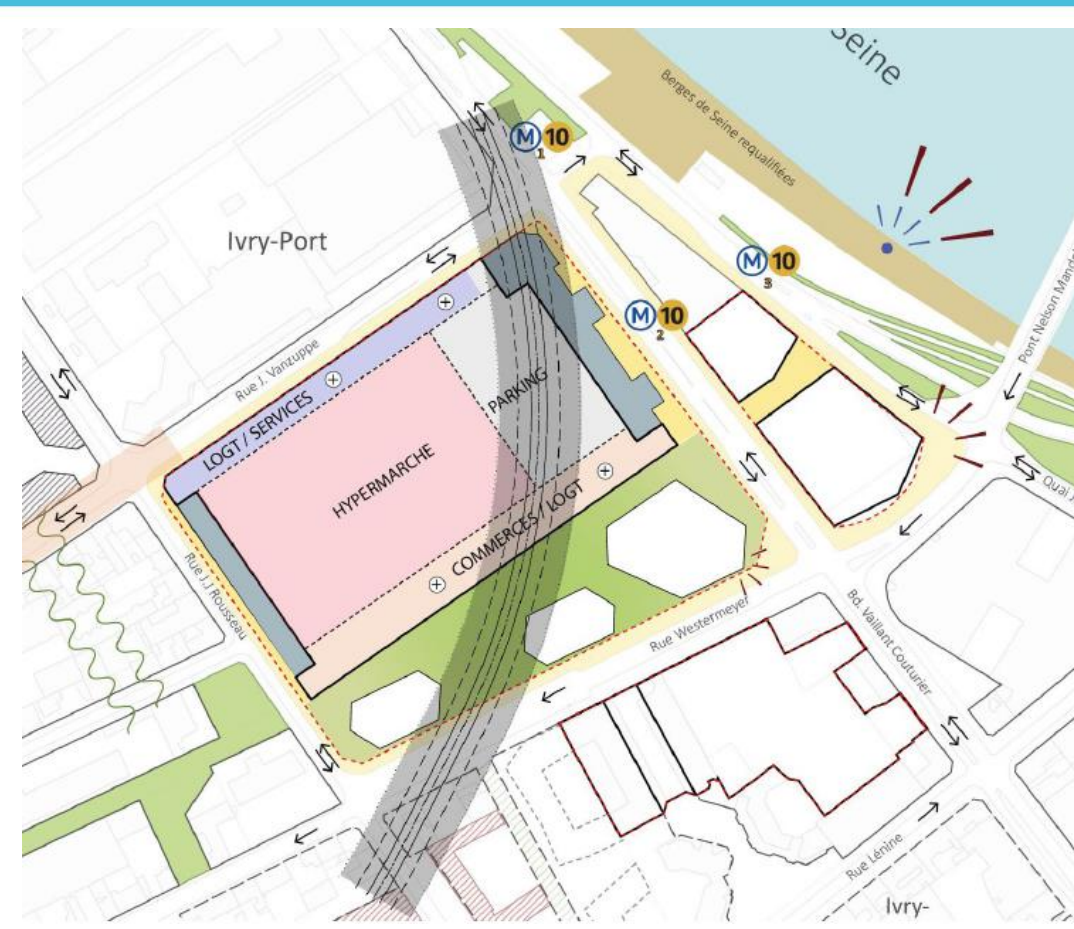 Seine
Berges de Seine requalifiées
M 10
1
Ivry-Port
M 10
3
Pont Nelson Mandel
M 10
2
Rue J. Vanzuppe
PARKING
LOGT / SERVICES
HYPERMARCHE
COMMERCES / LOGT
Quai J
Rue J.J Rousseau
Rue Westermeyer
Bd. Vaillant Couturier
Rue Lénine
Ivry-